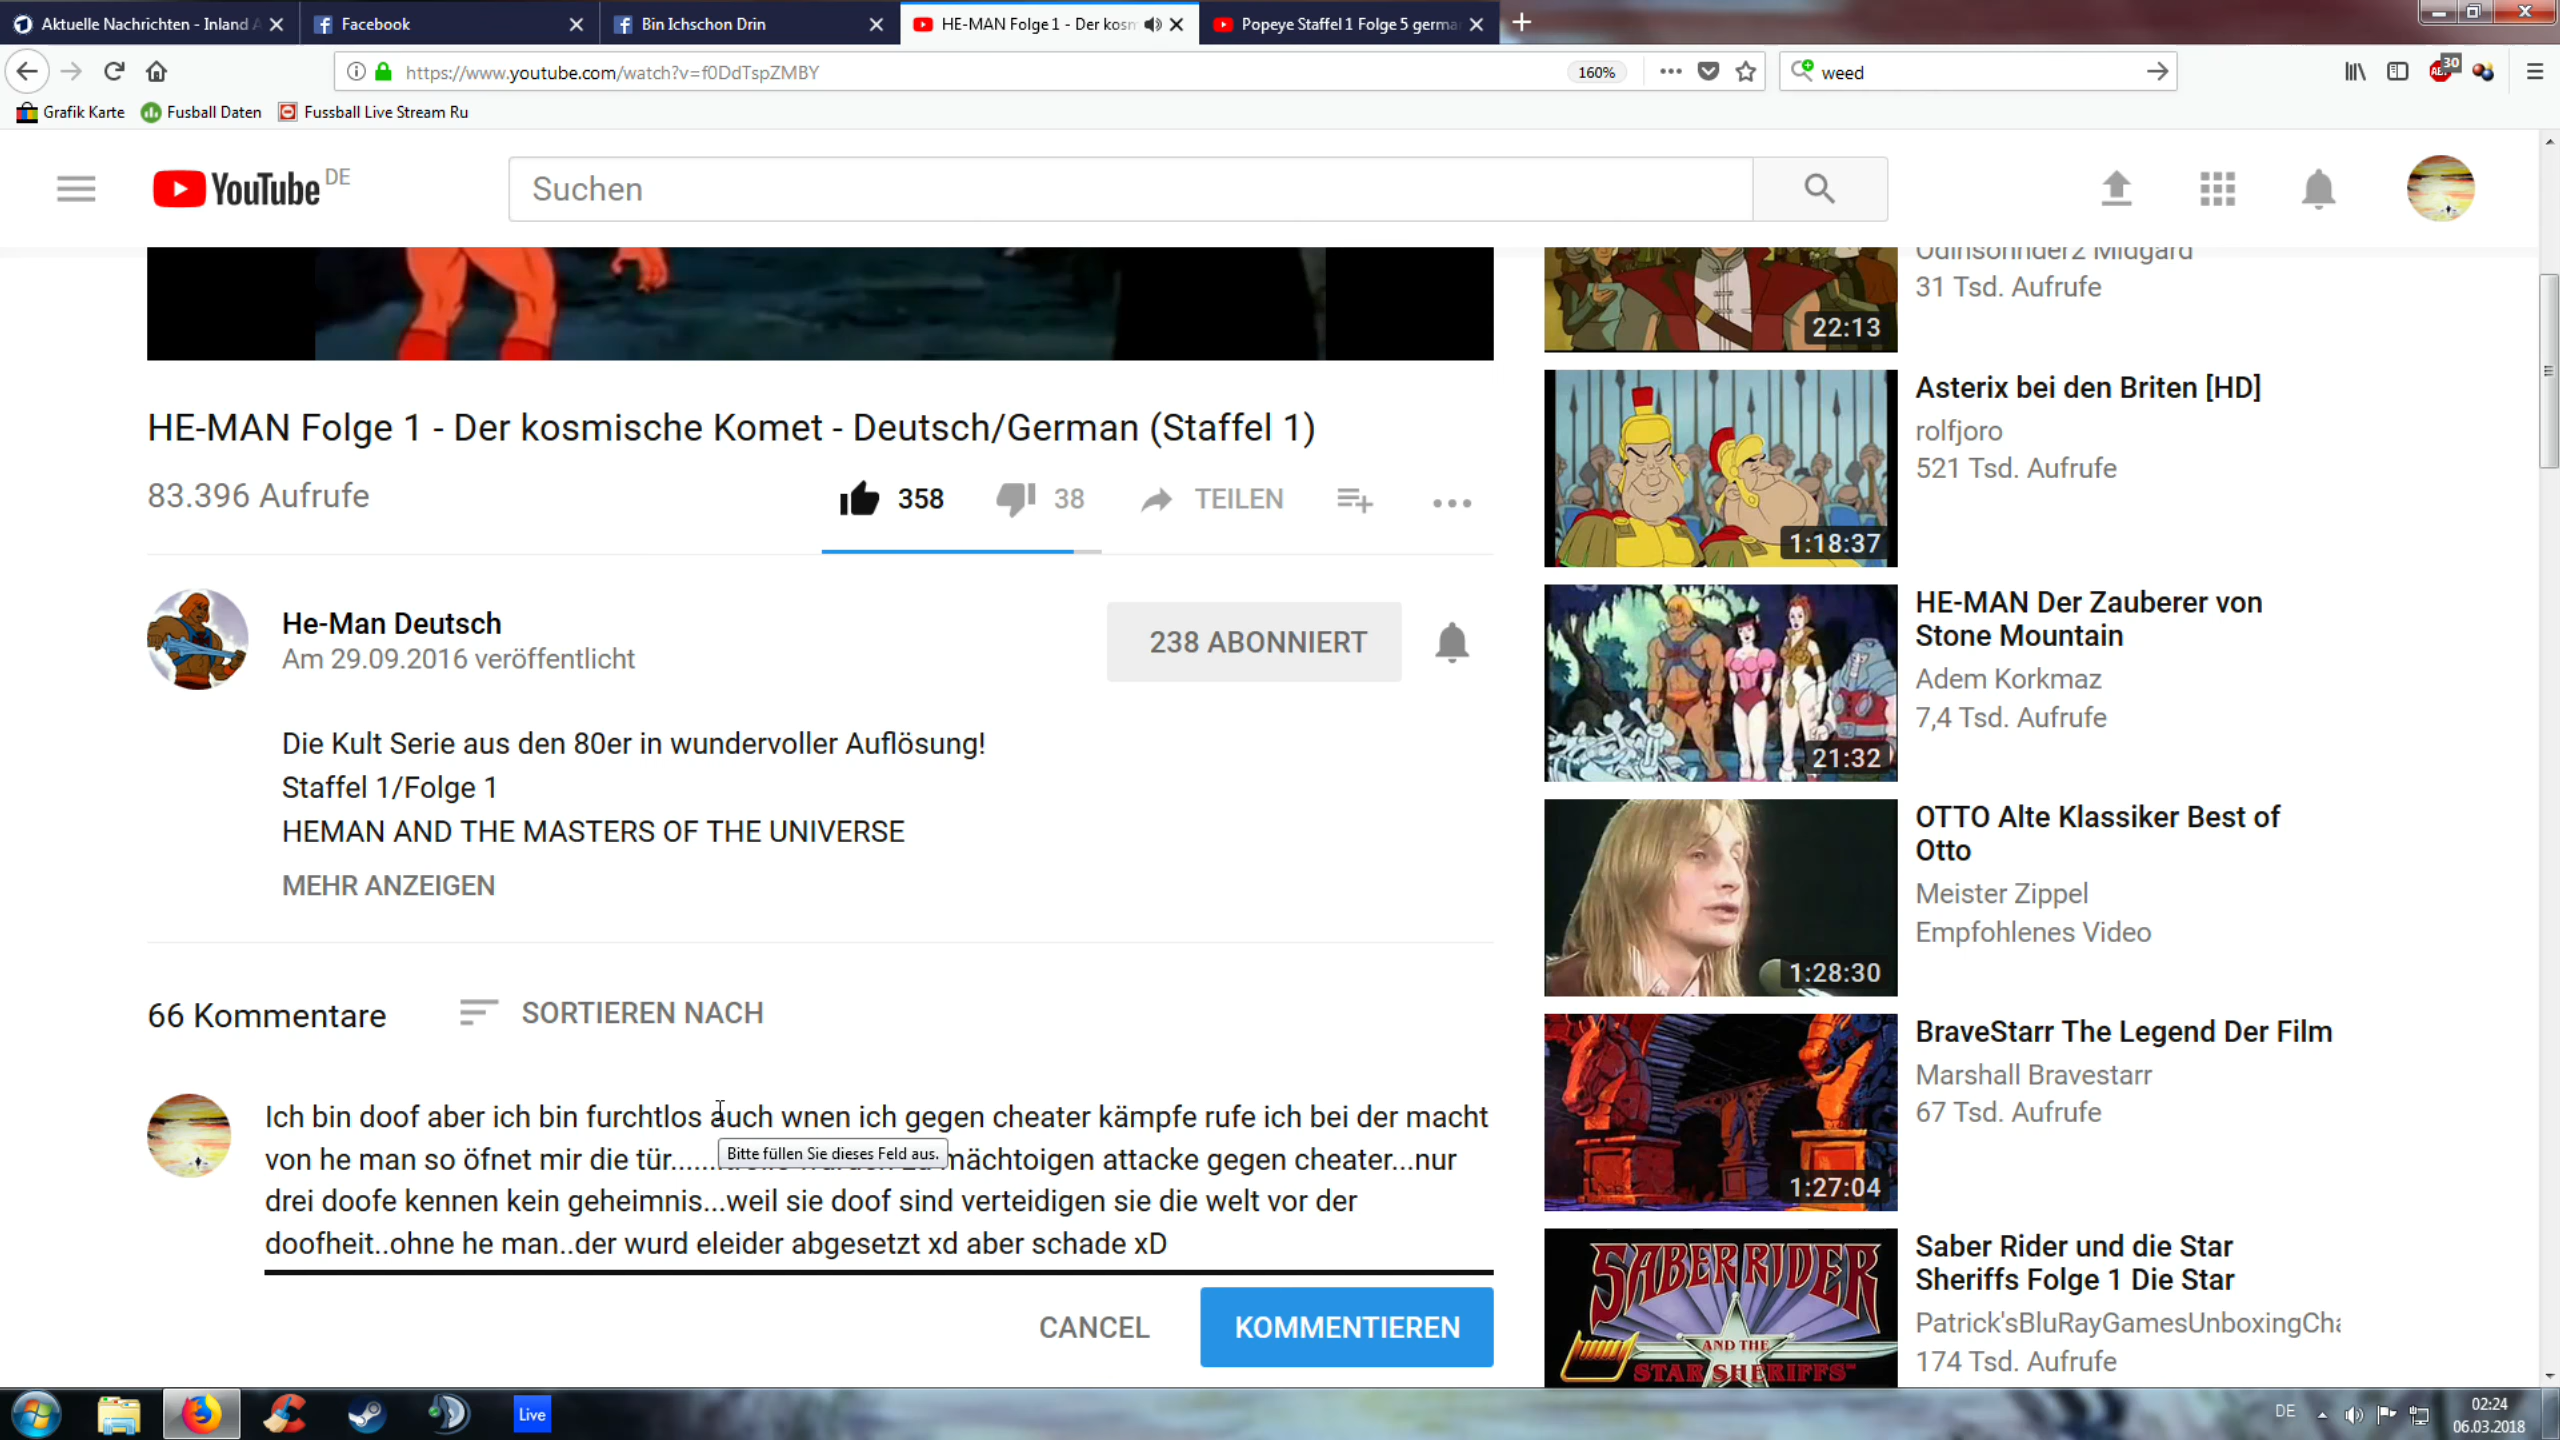 Aktuelle Nachrichten - Inland A
Facebook
Bin Ichschon Drin
HE-MAN Folge 1 - Der kosm
Popeye Staffel 1 Folge 5 germa
https://www.youtube.com/watch?v=f0DdTspZMBY
160%
weed
30
Grafik Karte
Fusball Daten
Fussball Live Stream Ru
YouTube DE
Suchen
Odinsonnder2 Midgard
31 Tsd. Aufrufe
22:13
HE-MAN Folge 1 - Der kosmische Komet - Deutsch/German (Staffel 1)
83.396 Aufrufe
358
38
TEILEN
He-Man Deutsch
Am 29.09.2016 veröffentlicht
238 ABONNIERT
Die Kult Serie aus den 80er in wundervoller Auflösung!
Staffel 1/Folge 1
HEMAN AND THE MASTERS OF THE UNIVERSE
MEHR ANZEIGEN
66 Kommentare
SORTIEREN NACH
Ich bin doof aber ich bin furchtlos auch wnen ich gegen cheater kämpfe rufe ich bei der macht
von he man so öfnet mir die tür....... mächtoigen attacke gegen cheater...nur
Bitte füllen Sie dieses Feld aus.
drei doofe kennen kein geheimnis...weil sie doof sind verteidigen sie die welt vor der
doofheit..ohne he man..der wurd eleider abgesetzt xd aber schade xD
CANCEL
KOMMENTIEREN
Asterix bei den Briten [HD]
rolfjoro
521 Tsd. Aufrufe
1:18:37
HE-MAN Der Zauberer von
Stone Mountain
Adem Korkmaz
7,4 Tsd. Aufrufe
21:32
OTTO Alte Klassiker Best of
Otto
Meister Zippel
Empfohlenes Video
1:28:30
BraveStarr The Legend Der Film
Marshall Bravestarr
67 Tsd. Aufrufe
1:27:04
Saber Rider und die Star
Sheriffs Folge 1 Die Star
Patrick'sBluRayGamesUnboxingCha
174 Tsd. Aufrufe
SABER RIDER
AND THE
STAR SHERIFFS
Live
DE
02:24
06.03.2018